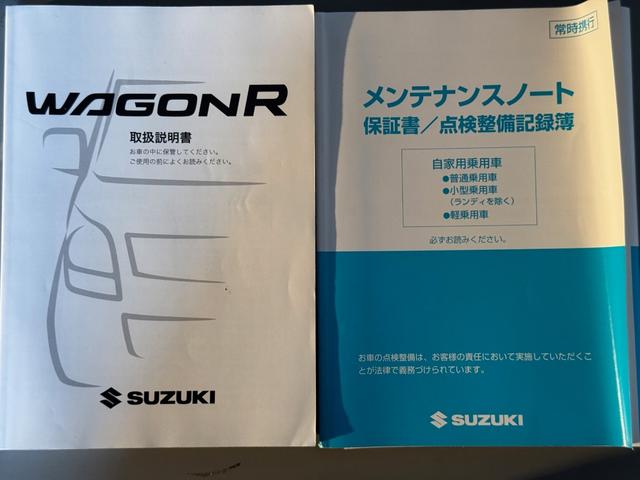 WAGONR
取扱説明書
お車の中に保管してください。
ご使用の前によくお読みください。
SUZUKI
常時携行
メンテナンスノート
保証書／点検整備記録簿
自家用乗用車
●普通乗用車
●小型乗用車
（ランディを除く）
●軽乗用車
必ずお読みください。
お車の点検整備は、お客様の責任において実施していただくこ
とが法律で義務づけられています。
SUZUKI